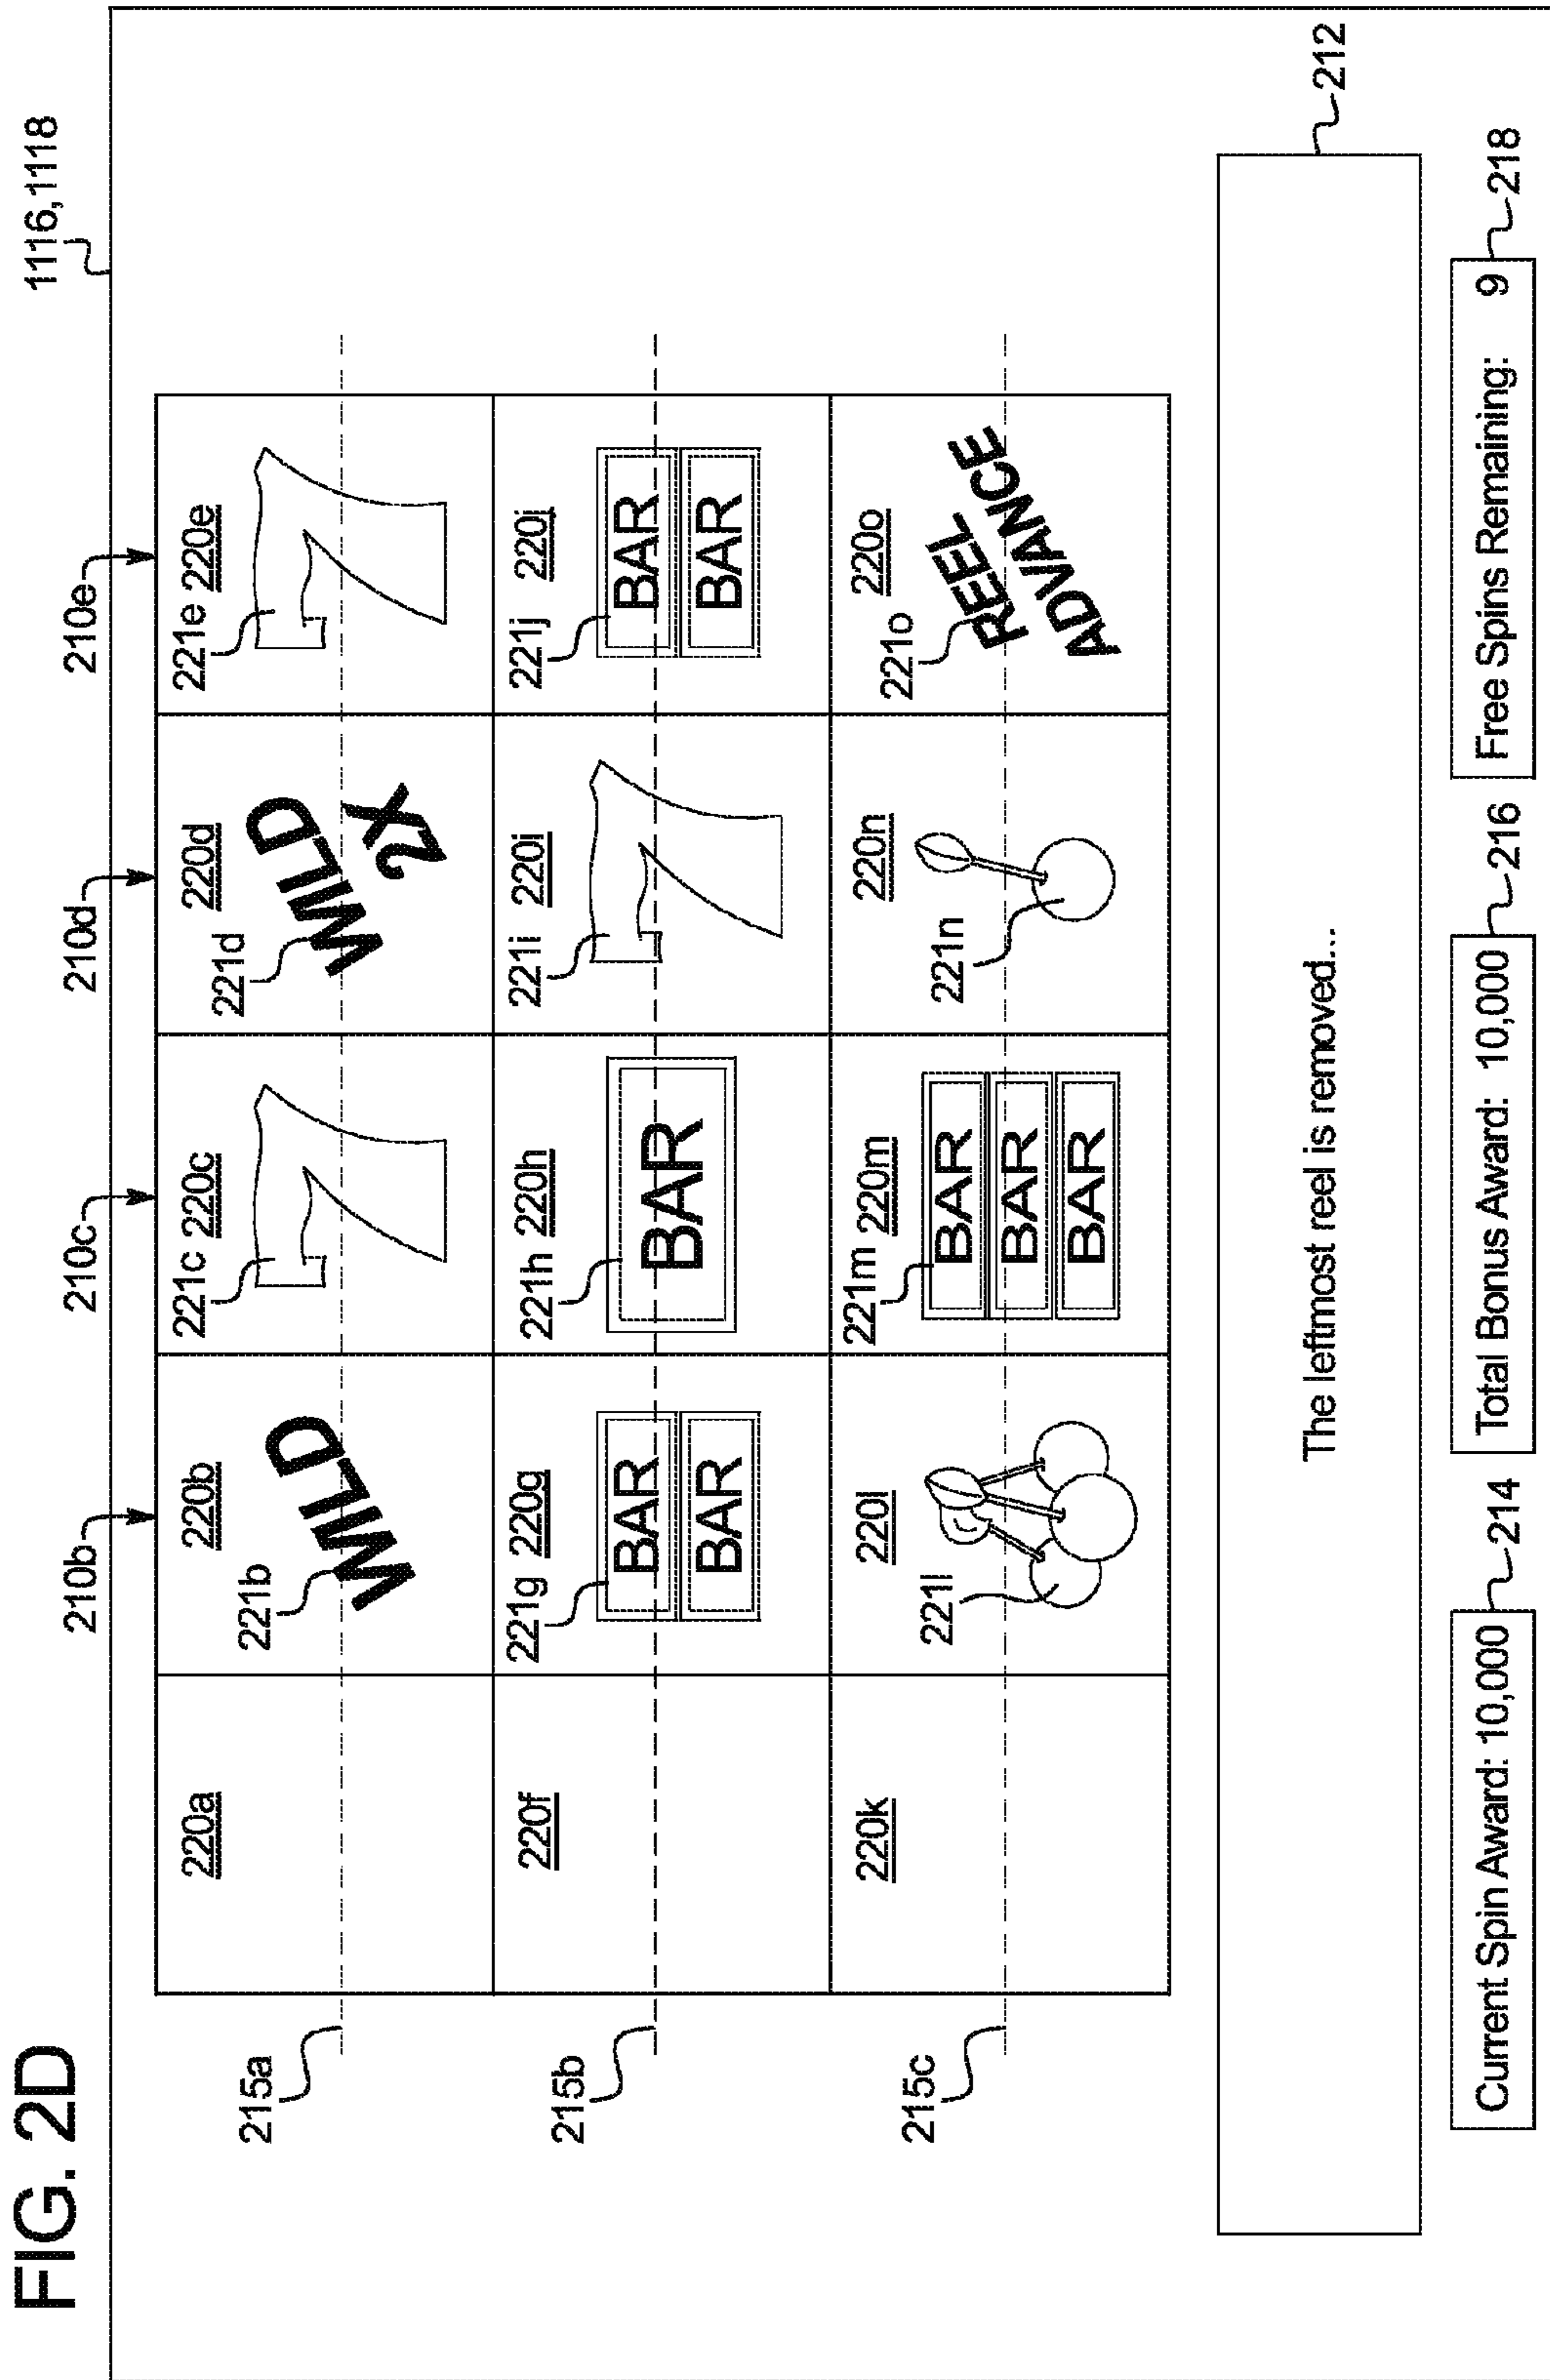 FIG. 2D
1116,1118
210b 210c 210d 210e
220a 220b 221b 221c 220c 220d 221d 221e 220e
WILD WILD 2X
215a
220f 221g 220g 221h 220h 221i 220i 221j 220j
BAR BAR BAR
BAR BAR
215b
220k 220l 221l 221m 220m 220n 221n 220o 221o
BAR REEL
BAR ADVANCE
BAR
215c
The leftmost reel is removed...
212
Current Spin Award: 10,000 214 Total Bonus Award: 10,000 216 Free Spins Remaining: 9 218